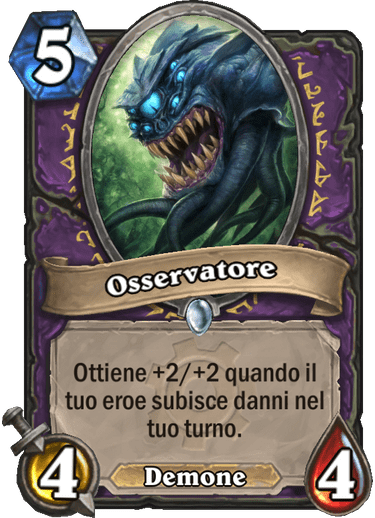 5
Osservatore
Ottiene +2/+2 quando il
tuo eroe subisce danni nel
tuo turno.
4
Demone
4